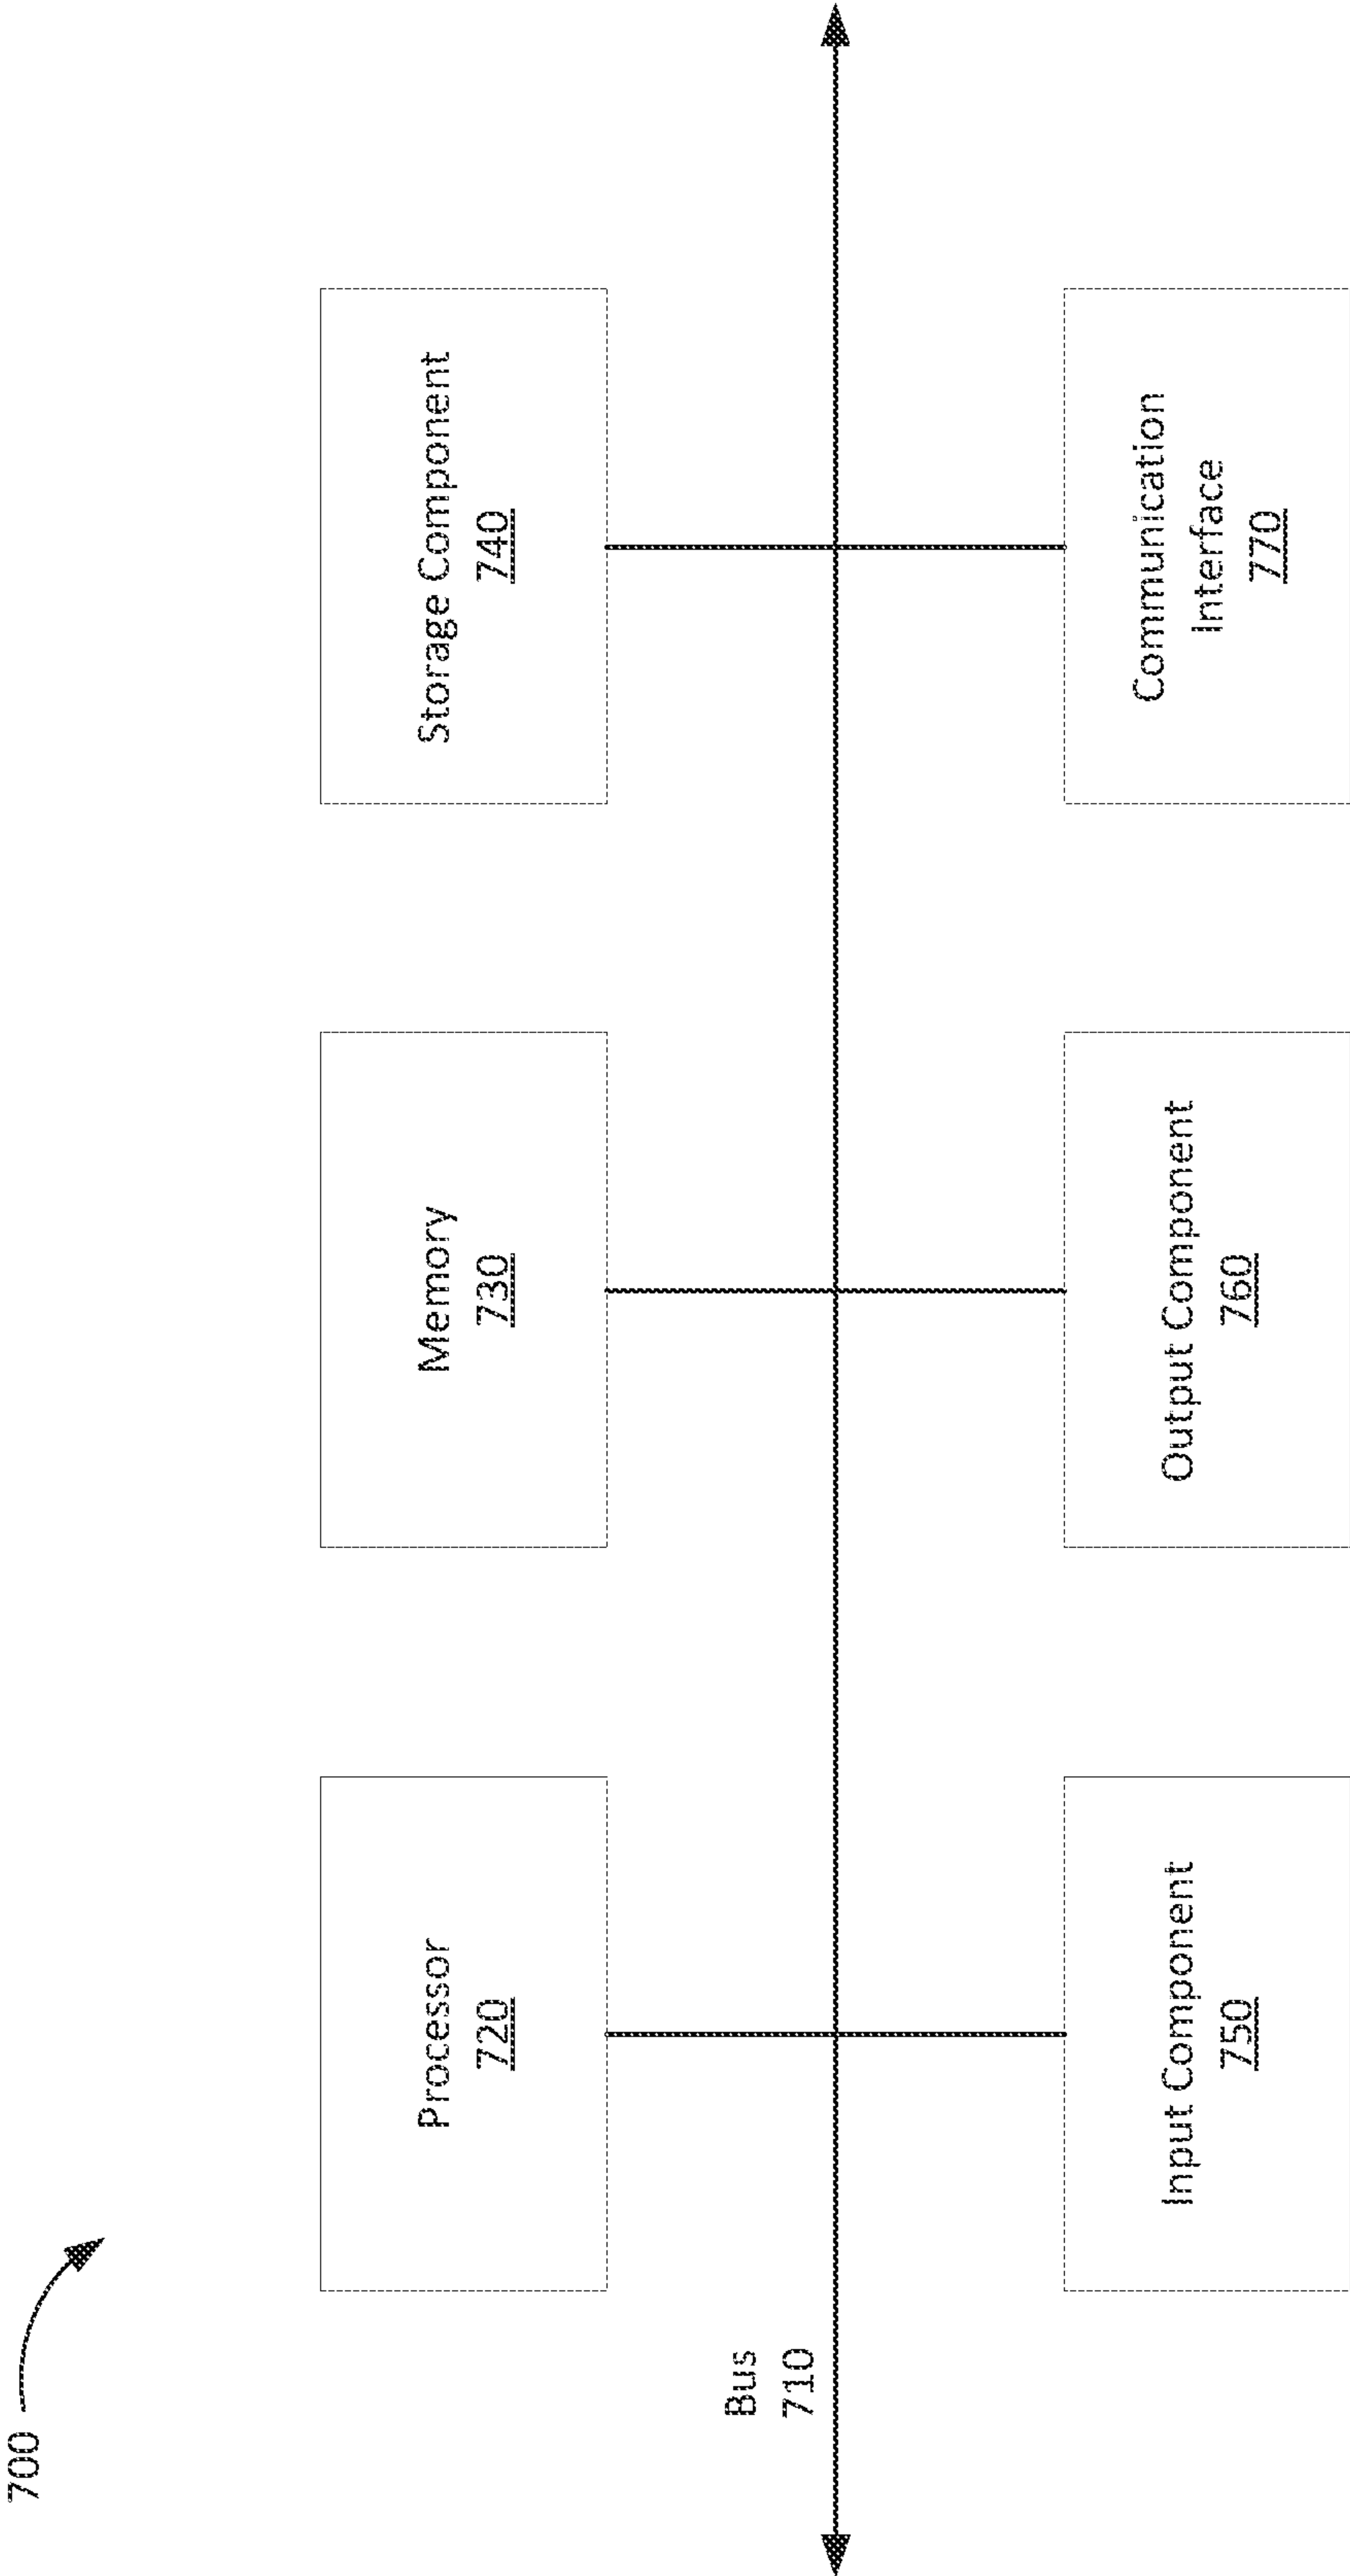 700
Processor
720
Memory
730
Storage Component
740
Bus
710
Input Component
750
Output Component
760
Communication
Interface
770